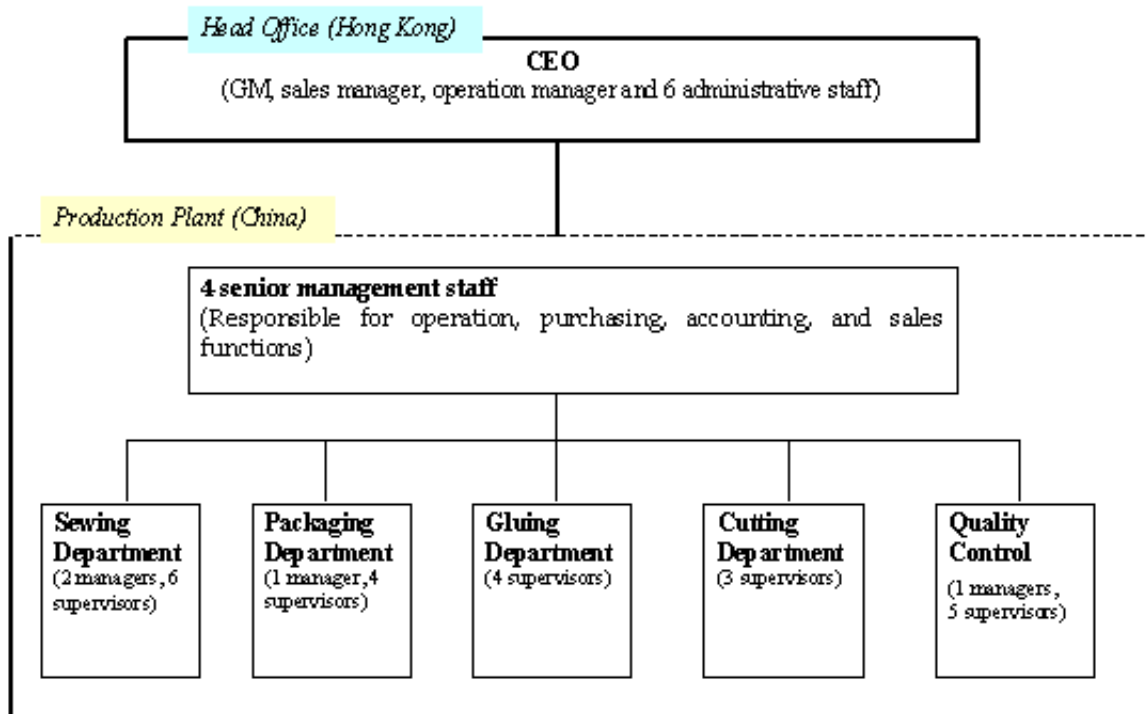 Head Office (Hong Kong)
CEO
(GM, sales manager, operation manager and 6 administrative staff)
Production Plant (China)
4 senior management staff
(Responsible for operation, purchasing, accounting, and sales
functions)
Sewing
Department
(2 managers, 6
supervisors)
Packaging
Department
(1 manager, 4
supervisors)
Gluing
Department
(4 supervisors)
Cutting
Department
(3 supervisors)
Quality
Control
(1 managers,
5 supervisors)